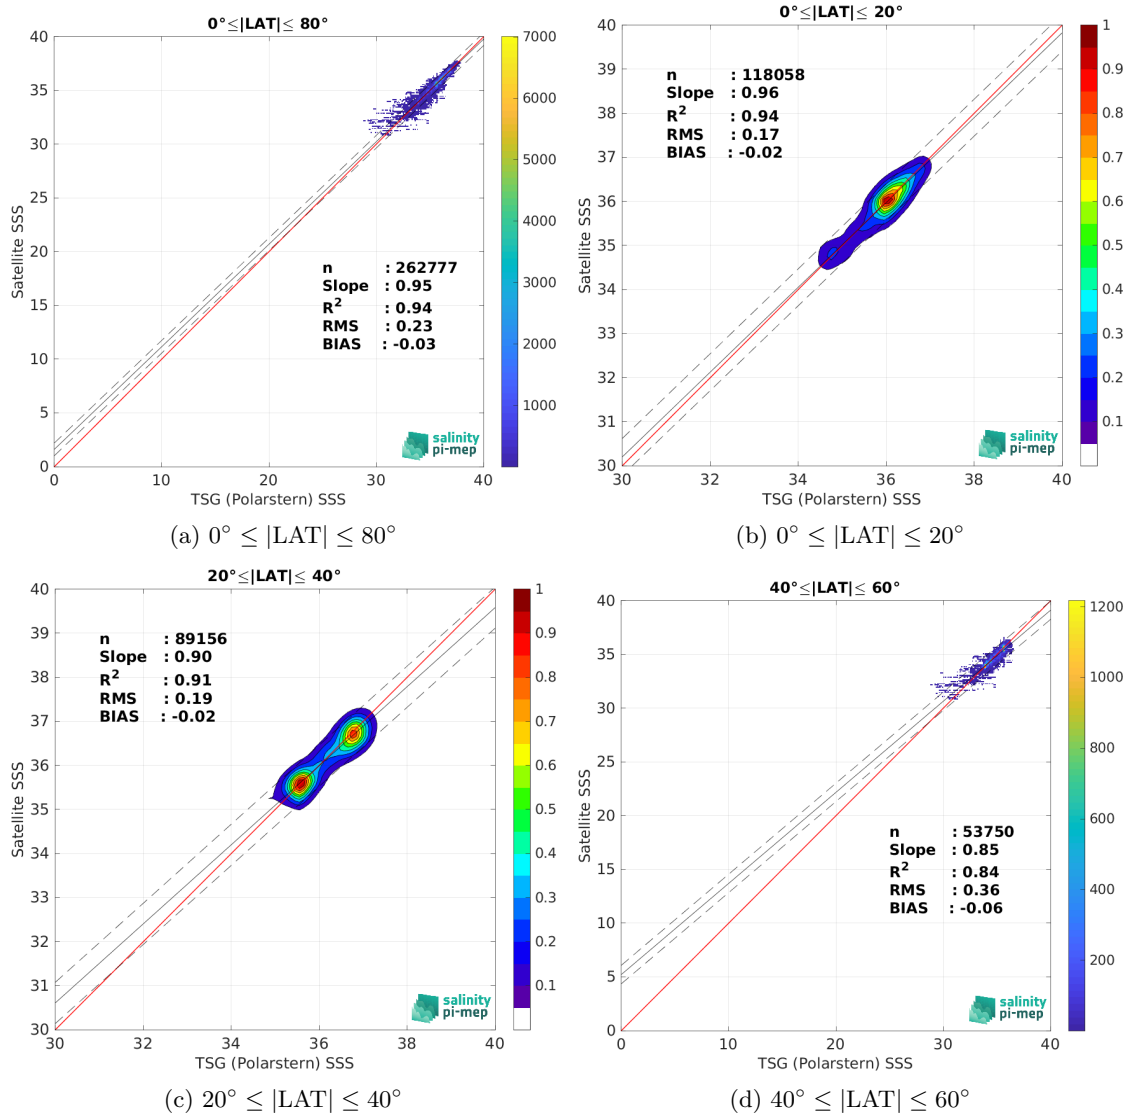 0°≤|LAT|≤ 80°
40
35
30
25
20
15
10
5
0
Satellite SSS
n : 262777
Slope : 0.95
R² : 0.94
RMS : 0.23
BIAS : -0.03
salinity
pi-mep
0 10 20 30 40
TSG (Polarstern) SSS
7000
6000
5000
4000
3000
2000
1000
(a) 0° ≤ |LAT| ≤ 80°
0°≤|LAT|≤ 20°
40
39
38
37
36
35
34
33
32
31
30
Satellite SSS
n : 118058
Slope : 0.96
R² : 0.94
RMS : 0.17
BIAS : -0.02
salinity
pi-mep
30 32 34 36 38 40
TSG (Polarstern) SSS
1
0.9
0.8
0.7
0.6
0.5
0.4
0.3
0.2
0.1
(b) 0° ≤ |LAT| ≤ 20°
20°≤|LAT|≤ 40°
40
39
38
37
36
35
34
33
32
31
30
Satellite SSS
n : 89156
Slope : 0.90
R² : 0.91
RMS : 0.19
BIAS : -0.02
salinity
pi-mep
30 32 34 36 38 40
TSG (Polarstern) SSS
1
0.9
0.8
0.7
0.6
0.5
0.4
0.3
0.2
0.1
(c) 20° ≤ |LAT| ≤ 40°
40°≤|LAT|≤ 60°
40
35
30
25
20
15
10
5
0
Satellite SSS
n : 53750
Slope : 0.85
R² : 0.84
RMS : 0.36
BIAS : -0.06
salinity
pi-mep
0 10 20 30 40
TSG (Polarstern) SSS
1200
1000
800
600
400
200
(d) 40° ≤ |LAT| ≤ 60°